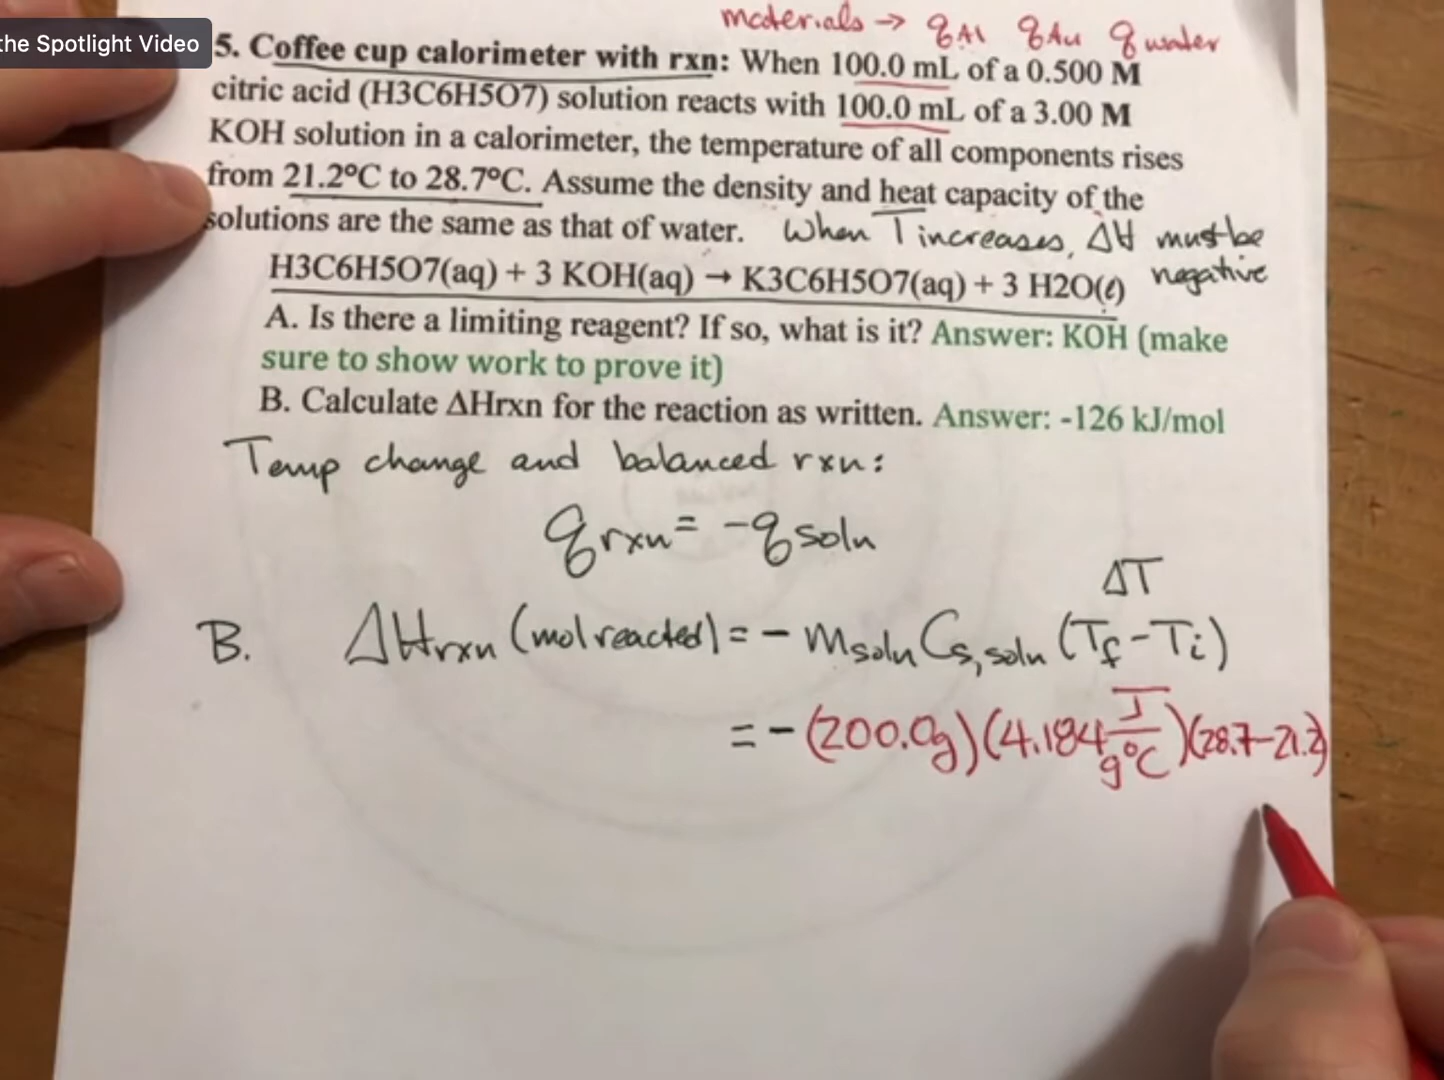 materials → qAl qAu q water
the Spotlight Video
5. Coffee cup calorimeter with rxn: When 100.0 mL of a 0.500 M
citric acid (H3C6H5O7) solution reacts with 100.0 mL of a 3.00 M
KOH solution in a calorimeter, the temperature of all components rises
from 21.2°C to 28.7°C. Assume the density and heat capacity of the
solutions are the same as that of water. When T increases, ΔH must be
negative
H3C6H5O7(aq) + 3 KOH(aq) → K3C6H5O7(aq) + 3 H2O(ℓ)
A. Is there a limiting reagent? If so, what is it? Answer: KOH (make
sure to show work to prove it)
B. Calculate ΔHrxn for the reaction as written. Answer: -126 kJ/mol
Temp change and balanced rxn:
qrxn = -qsoln
ΔT
B. ΔHrxn (mol reacted) = - msoln Cs,soln (Tf - Ti)
= - (200.0g)(4.184 J/g°C)(28.7-21.2)